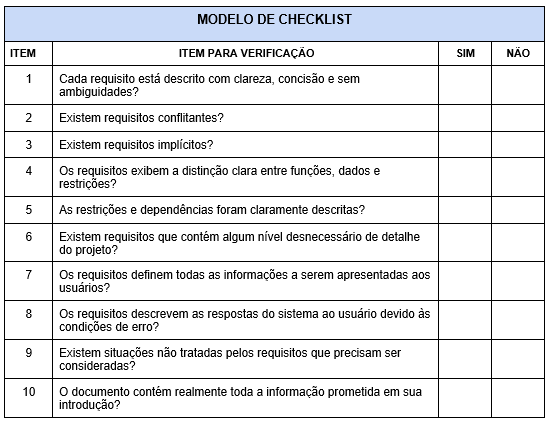 MODELO DE CHECKLIST
ITEM ITEM PARA VERIFICAÇÃO SIM NÃO
1 Cada requisito está descrito com clareza, concisão e sem
ambiguidades?
2 Existem requisitos conflitantes?
3 Existem requisitos implícitos?
4 Os requisitos exibem a distinção clara entre funções, dados e
restrições?
5 As restrições e dependências foram claramente descritas?
6 Existem requisitos que contém algum nível desnecessário de detalhe
do projeto?
7 Os requisitos definem todas as informações a serem apresentadas aos
usuários?
8 Os requisitos descrevem as respostas do sistema ao usuário devido às
condições de erro?
9 Existem situações não tratadas pelos requisitos que precisam ser
consideradas?
10 O documento contém realmente toda a informação prometida em sua
introdução?